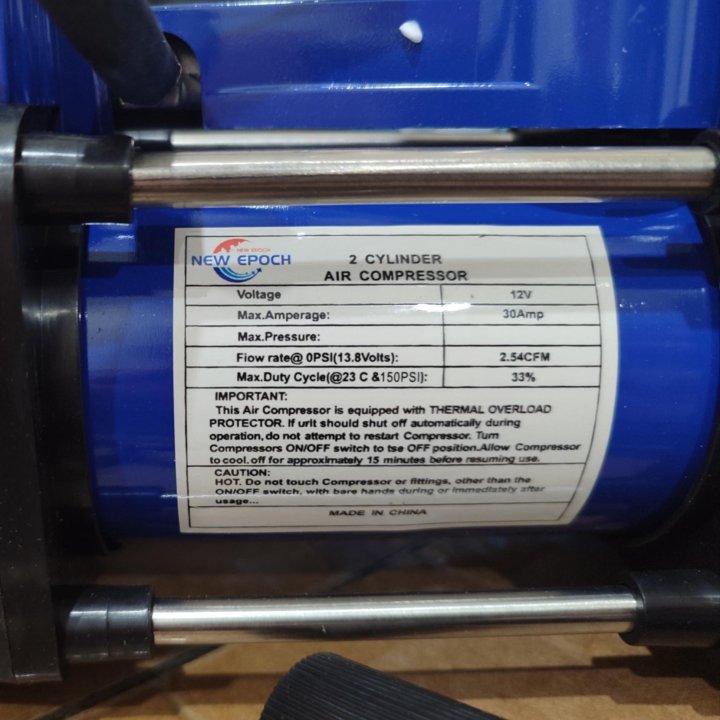 NEW EPOCH
NEW EPOCH
2 CYLINDER
AIR COMPRESSOR
Voltage 12V
Max.Amperage: 30Amp
Max.Pressure:
Fiow rate@ 0PSI(13.8Volts): 2.54CFM
Max.Duty Cycle(@23 C &150PSI): 33%
IMPORTANT:
This Air Compressor is equipped with THERMAL OVERLOAD
PROTECTOR. If urlt should shut off automatically during
operation,do not attempt to restart Compressor. Turn
Compressors ON/OFF switch to tse OFF position.Allow Compressor
to cool.off for approximately 15 minutes before resuming use.
CAUTION:
HOT. Do not touch Compressor or fittings, other than the
ON/OFF switch, with bare hands during or immediately after
usage...
MADE IN CHINA